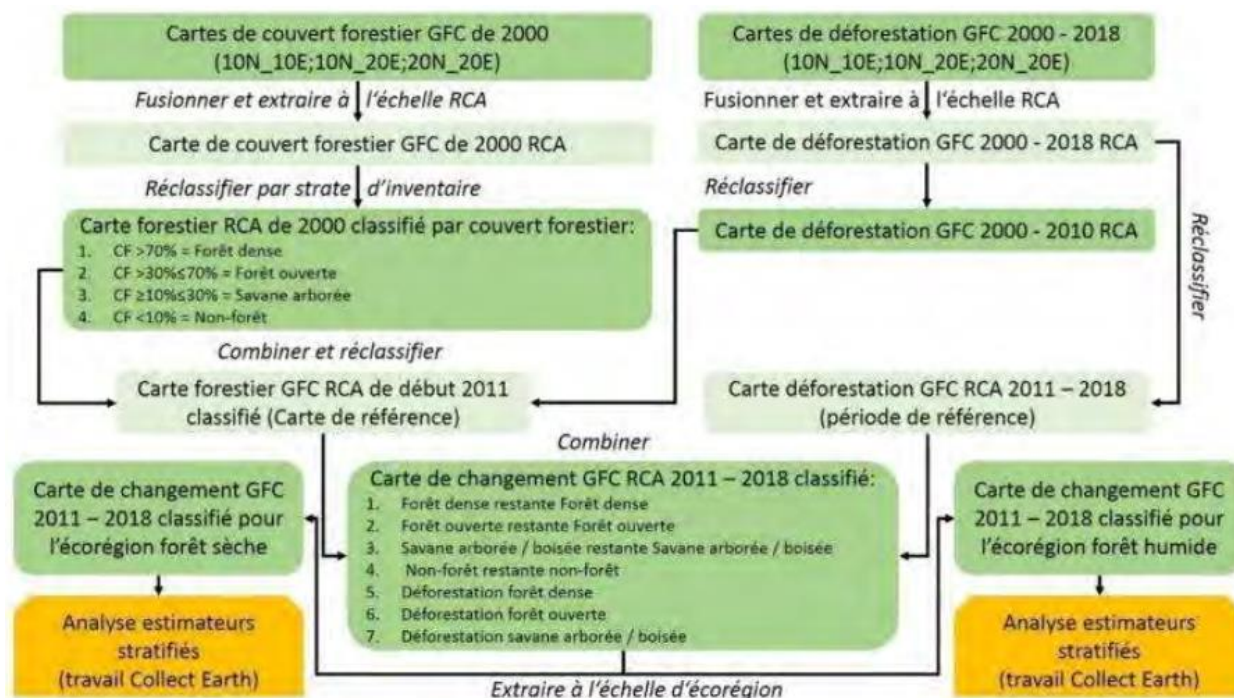 Cartes de couvert forestier GFC de 2000
(10N_10E;10N_20E;20N_20E)
Cartes de déforestation GFC 2000 - 2018
(10N_10E;10N_20E;20N_20E)
Fusionner et extraire à l'échelle RCA
Fusionner et extraire à l'échelle RCA
Carte de couvert forestier GFC de 2000 RCA
Carte de déforestation GFC 2000 - 2018 RCA
Réclassifier par strate d'inventaire
Réclassifier
Réclassifier
Carte forestier RCA de 2000 classifié par couvert forestier:
1. CF >70% = Forêt dense
2. CF >30%≤70% = Forêt ouverte
3. CF ≥10%≤30% = Savane arborée
4. CF <10% = Non-forêt
Carte de déforestation GFC 2000 - 2010 RCA
Combiner et réclassifier
Carte forestier GFC RCA de début 2011
classifié (Carte de référence)
Carte déforestation GFC RCA 2011 – 2018
(période de référence)
Combiner
Carte de changement GFC
2011 – 2018 classifié pour
l'écorégion forêt sèche
Carte de changement GFC RCA 2011 – 2018 classifié:
1. Forêt dense restante Forêt dense
2. Forêt ouverte restante Forêt ouverte
3. Savane arborée / boisée restante Savane arborée / boisée
4. Non-forêt restante non-forêt
5. Déforestation forêt dense
6. Déforestation forêt ouverte
7. Déforestation savane arborée / boisée
Carte de changement GFC
2011 – 2018 classifié pour
l'écorégion forêt humide
Analyse estimateurs
stratifiés
(travail Collect Earth)
Analyse estimateurs
stratifiés
(travail Collect Earth)
Extraire à l'échelle d'écorégion